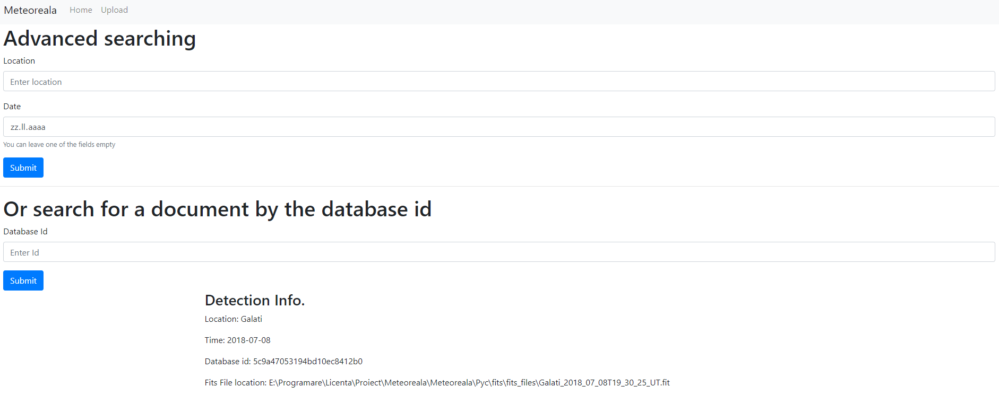 Meteoreala Home Upload
Advanced searching
Location
Enter location
Date
zz.ll.aaaa
You can leave one of the fields empty
Submit
Or search for a document by the database id
Database Id
Enter Id
Submit
Detection Info.
Location: Galati
Time: 2018-07-08
Database id: 5c9a47053194bd10ec8412b0
Fits File location: E:\Programare\Licenta\Proiect\Meteoreala\Meteoreala\Pyc\fits\fits_files\Galati_2018_07_08T19_30_25_UT.fit